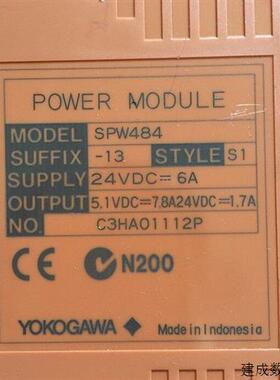 POWER MODULE
MODEL SPW484
SUFFIX -13 STYLE S1
SUPPLY 24VDC⎓6A
OUTPUT 5.1VDC⎓7.8A24VDC⎓1.7A
NO. C3HA01112P
CE N200
YOKOGAWA Made in Indonesia
建成数